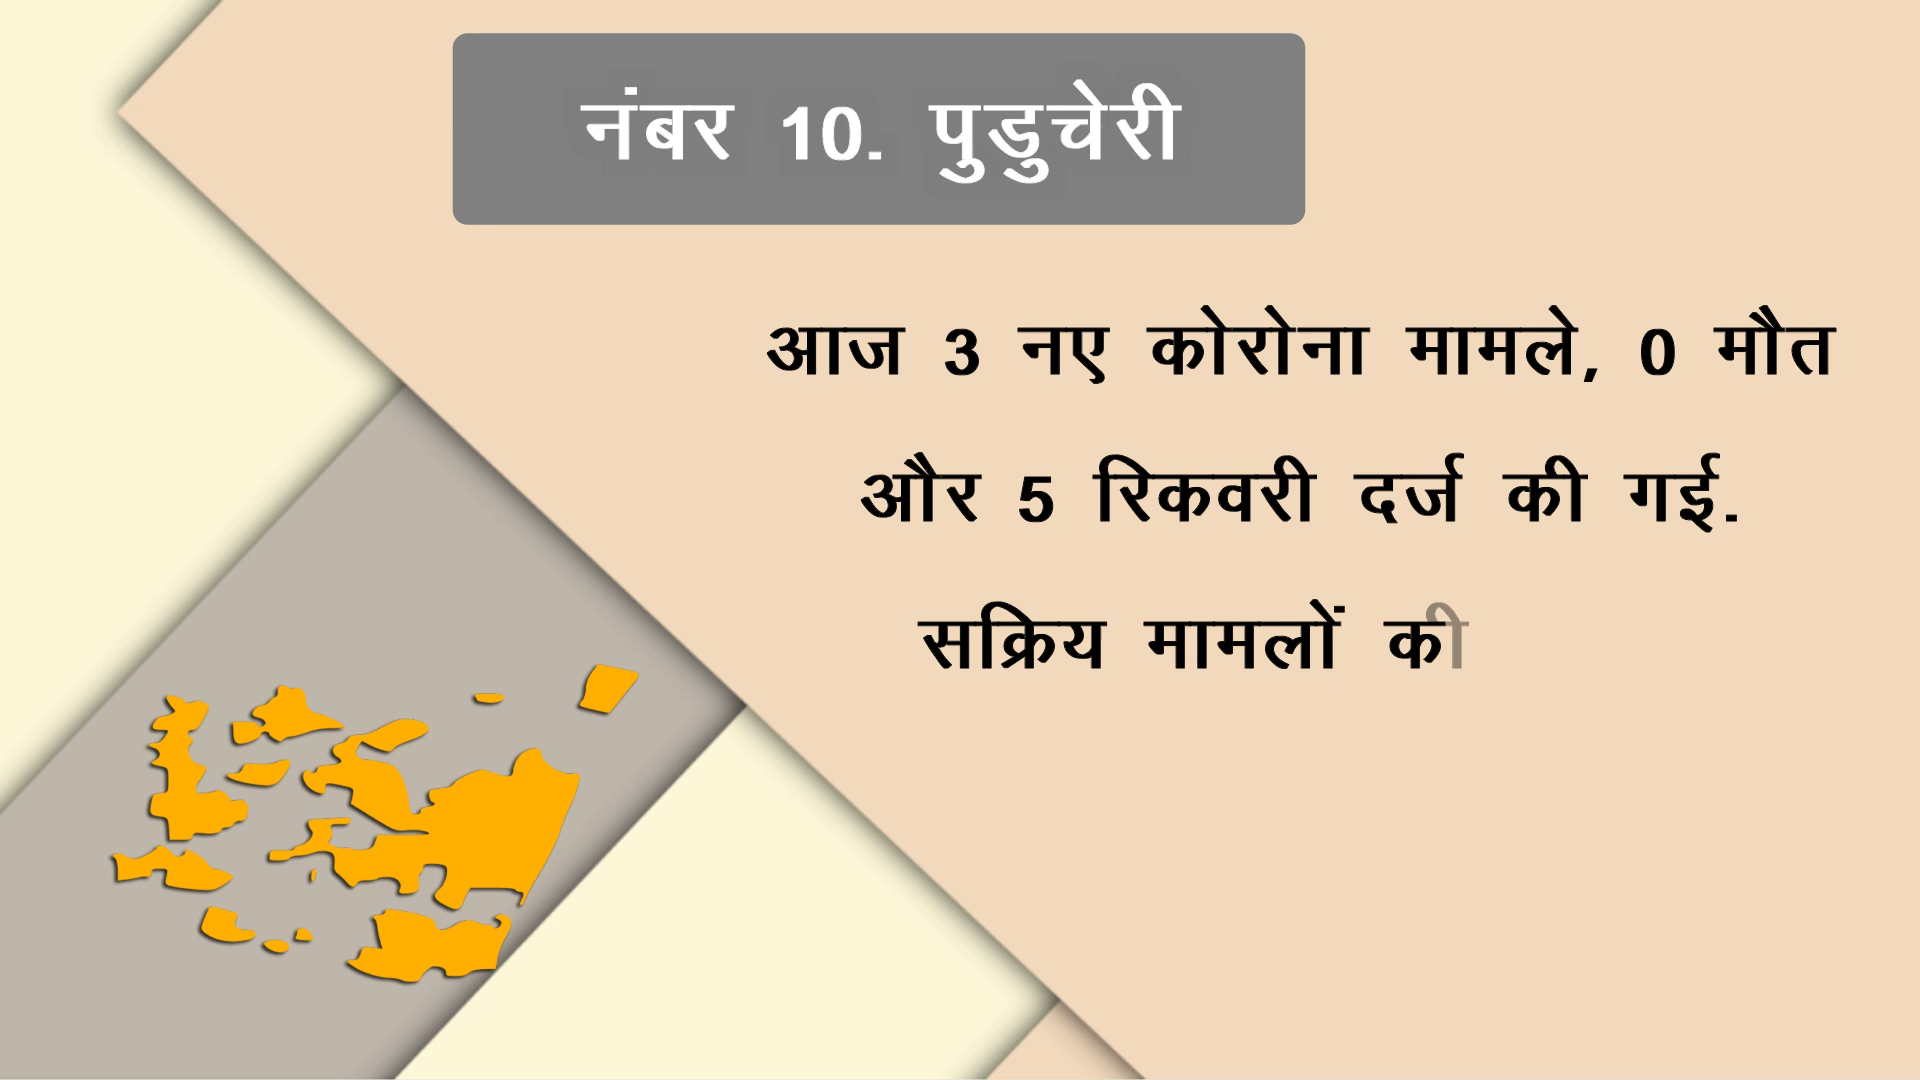 नंबर 10. पुडुचेरी
आज 3 नए कोरोना मामले, 0 मौत
और 5 रिकवरी दर्ज की गई.
सक्रिय मामलों की